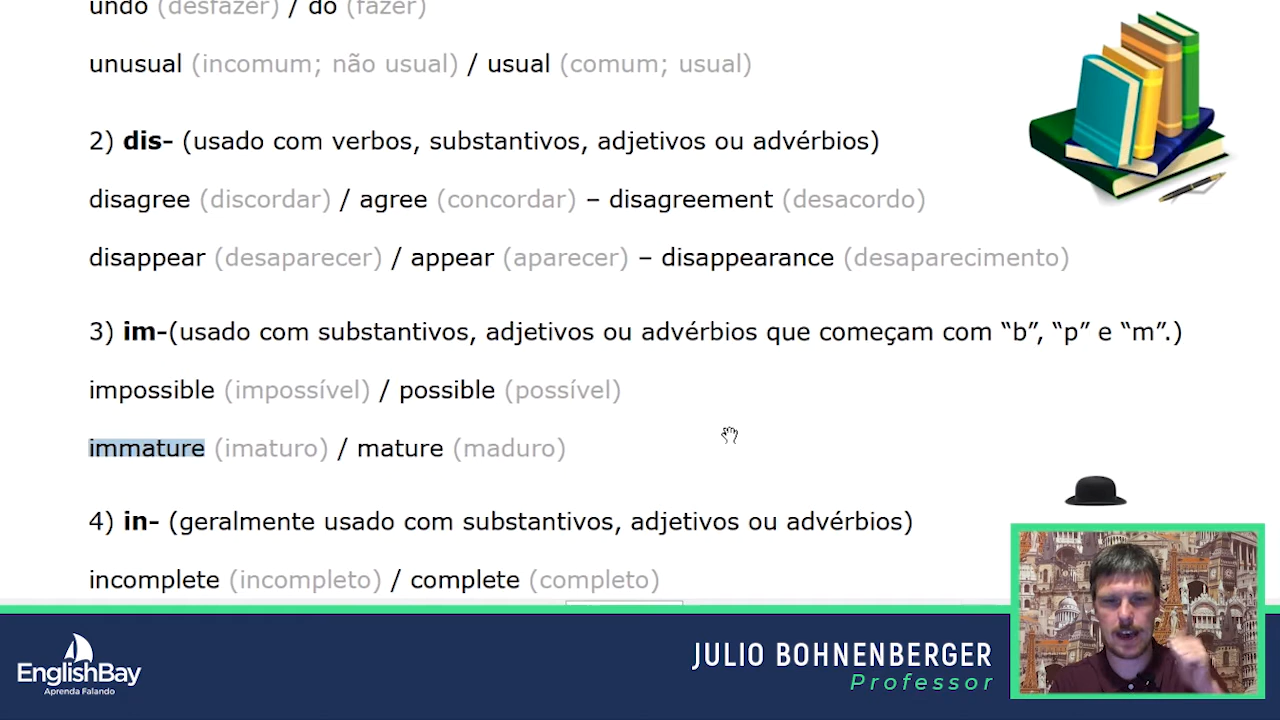 undo (desfazer) / do (fazer)
unusual (incomum; não usual) / usual (comum; usual)
2) dis- (usado com verbos, substantivos, adjetivos ou advérbios)
disagree (discordar) / agree (concordar) – disagreement (desacordo)
disappear (desaparecer) / appear (aparecer) – disappearance (desaparecimento)
3) im-(usado com substantivos, adjetivos ou advérbios que começam com “b”, “p” e “m”.)
impossible (impossível) / possible (possível)
immature (imaturo) / mature (maduro)
4) in- (geralmente usado com substantivos, adjetivos ou advérbios)
incomplete (incompleto) / complete (completo)
EnglishBay
Aprenda Falando
JULIO BOHNENBERGER
Professor